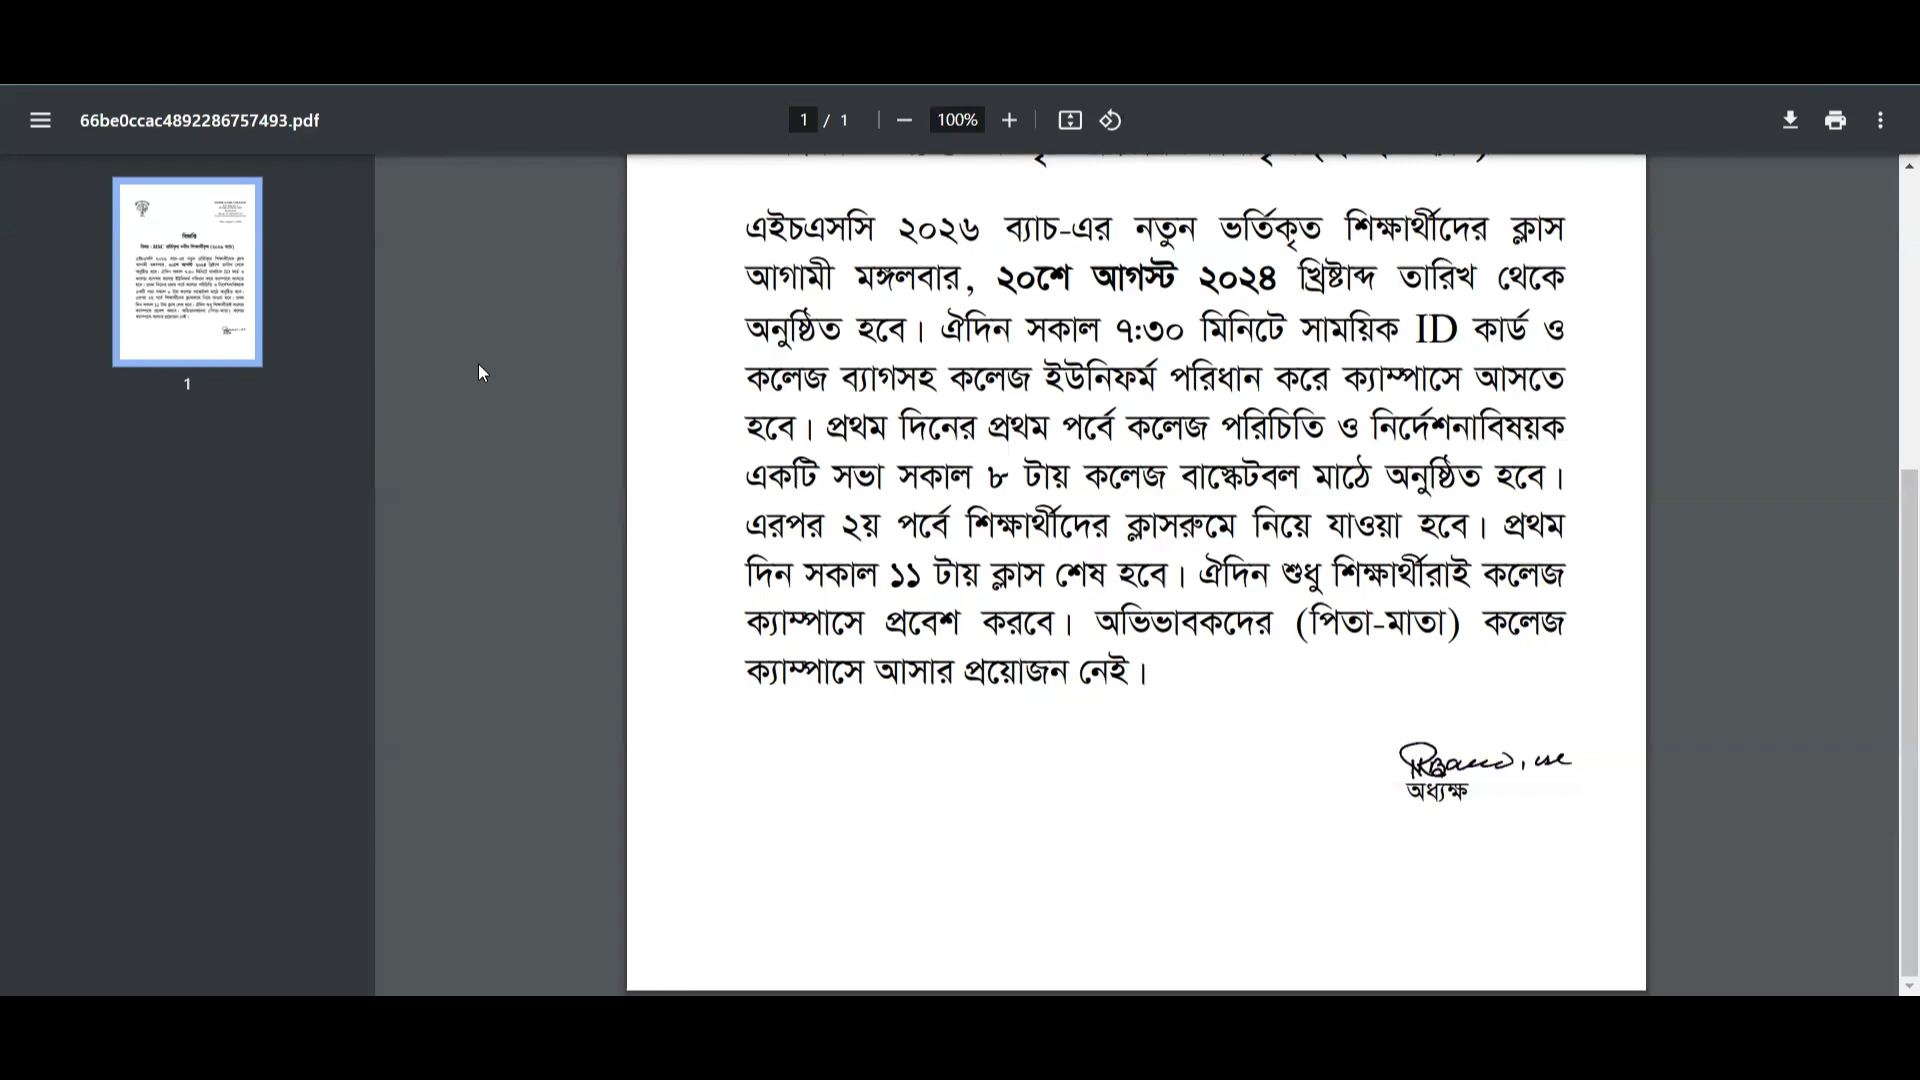 66be0ccac4892286757493.pdf
1 / 1
100%
এইচএসসি ২০২৬ ব্যাচ-এর নতুন ভর্তিকৃত শিক্ষার্থীদের ক্লাস
আগামী মঙ্গলবার, ২০শে আগস্ট ২০২৪ খ্রিষ্টাব্দ তারিখ থেকে
অনুষ্ঠিত হবে। ঐদিন সকাল ৭:৩০ মিনিটে সাময়িক ID কার্ড ও
কলেজ ব্যাগসহ কলেজ ইউনিফর্ম পরিধান করে ক্যাম্পাসে আসতে
হবে। প্রথম দিনের প্রথম পর্বে কলেজ পরিচিতি ও নির্দেশনাবিষয়ক
একটি সভা সকাল ৮ টায় কলেজ বাস্কেটবল মাঠে অনুষ্ঠিত হবে।
এরপর ২য় পর্বে শিক্ষার্থীদের ক্লাসরুমে নিয়ে যাওয়া হবে। প্রথম
দিন সকাল ১১ টায় ক্লাস শেষ হবে। ঐদিন শুধু শিক্ষার্থীরাই কলেজ
ক্যাম্পাসে প্রবেশ করবে। অভিভাবকদের (পিতা-মাতা) কলেজ
ক্যাম্পাসে আসার প্রয়োজন নেই।
অধ্যক্ষ
1